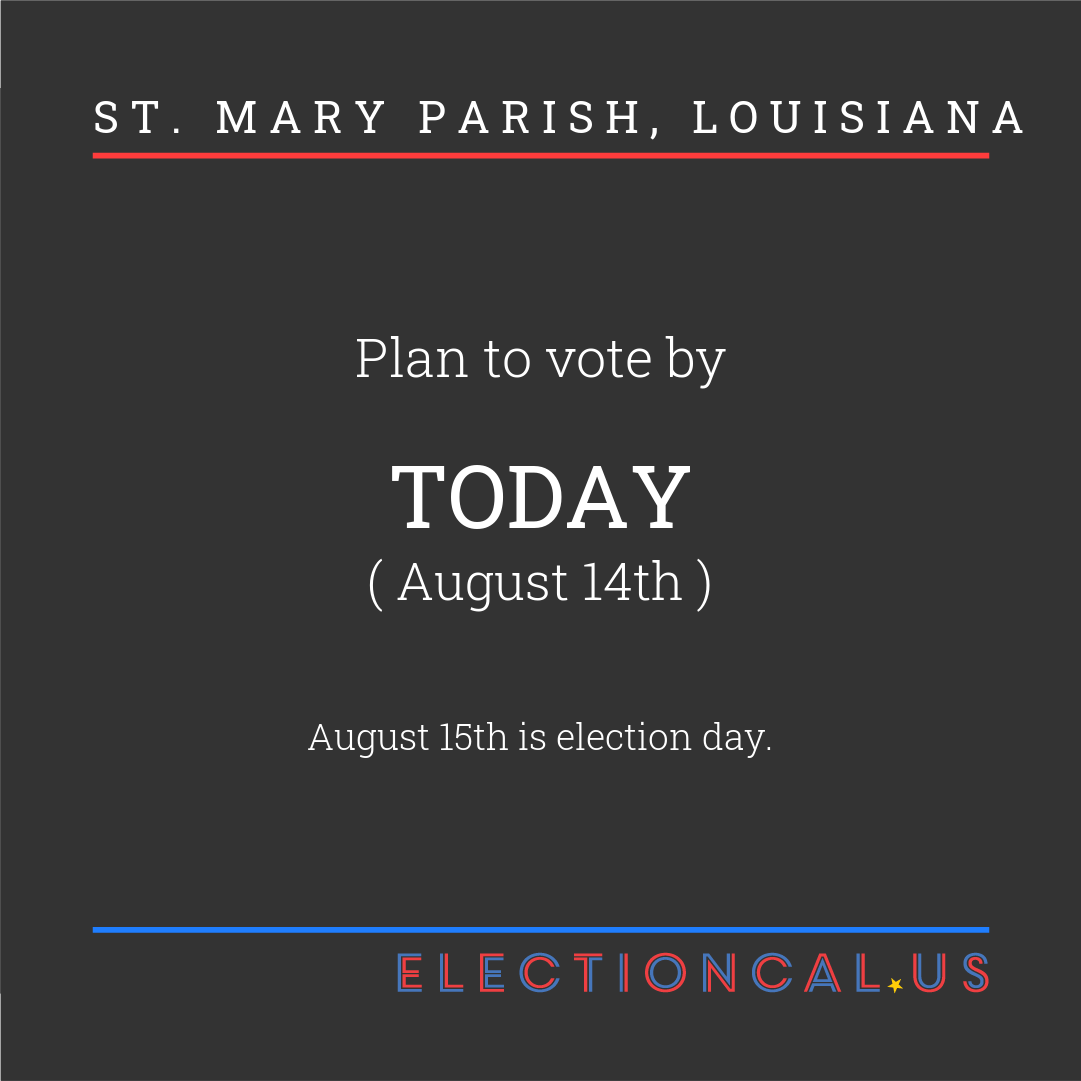 ST. MARY PARISH, LOUISIANA
Plan to vote by
TODAY
( August 14th )
August 15th is election day.
ELECTIONCAL.US